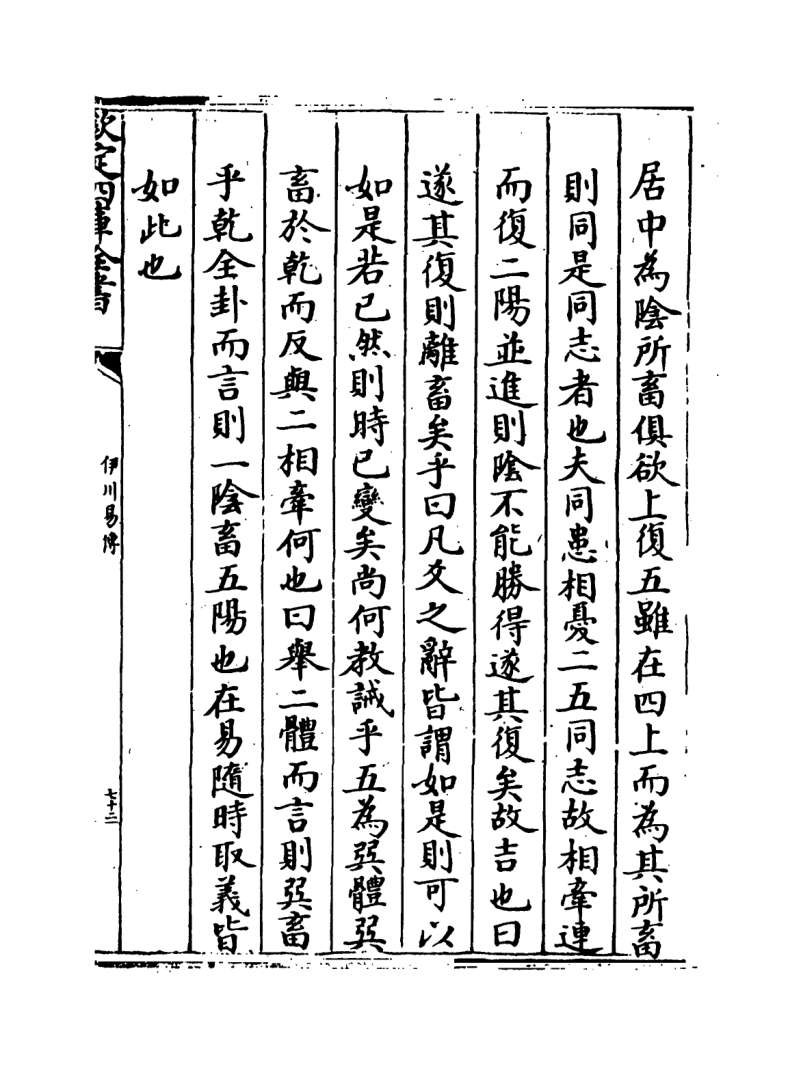 居中為陰所畜俱欲上復五雖在四上而為其所畜
則同是同志者也夫同患相憂二五同志故相牽連
而復二陽並進則陰不能勝得遂其復矣故吉也曰
遂其復則離畜矣乎曰凡爻之辭皆謂如是則可以
如是若已然則時已變矣尚何教誡乎五為巽體巽
畜於乾而反與二相牽何也曰舉二體而言則巽畜
乎乾全卦而言則一陰畜五陽也在易隨時取義皆
如此也
欽定四庫全書
伊川易傳
七十二